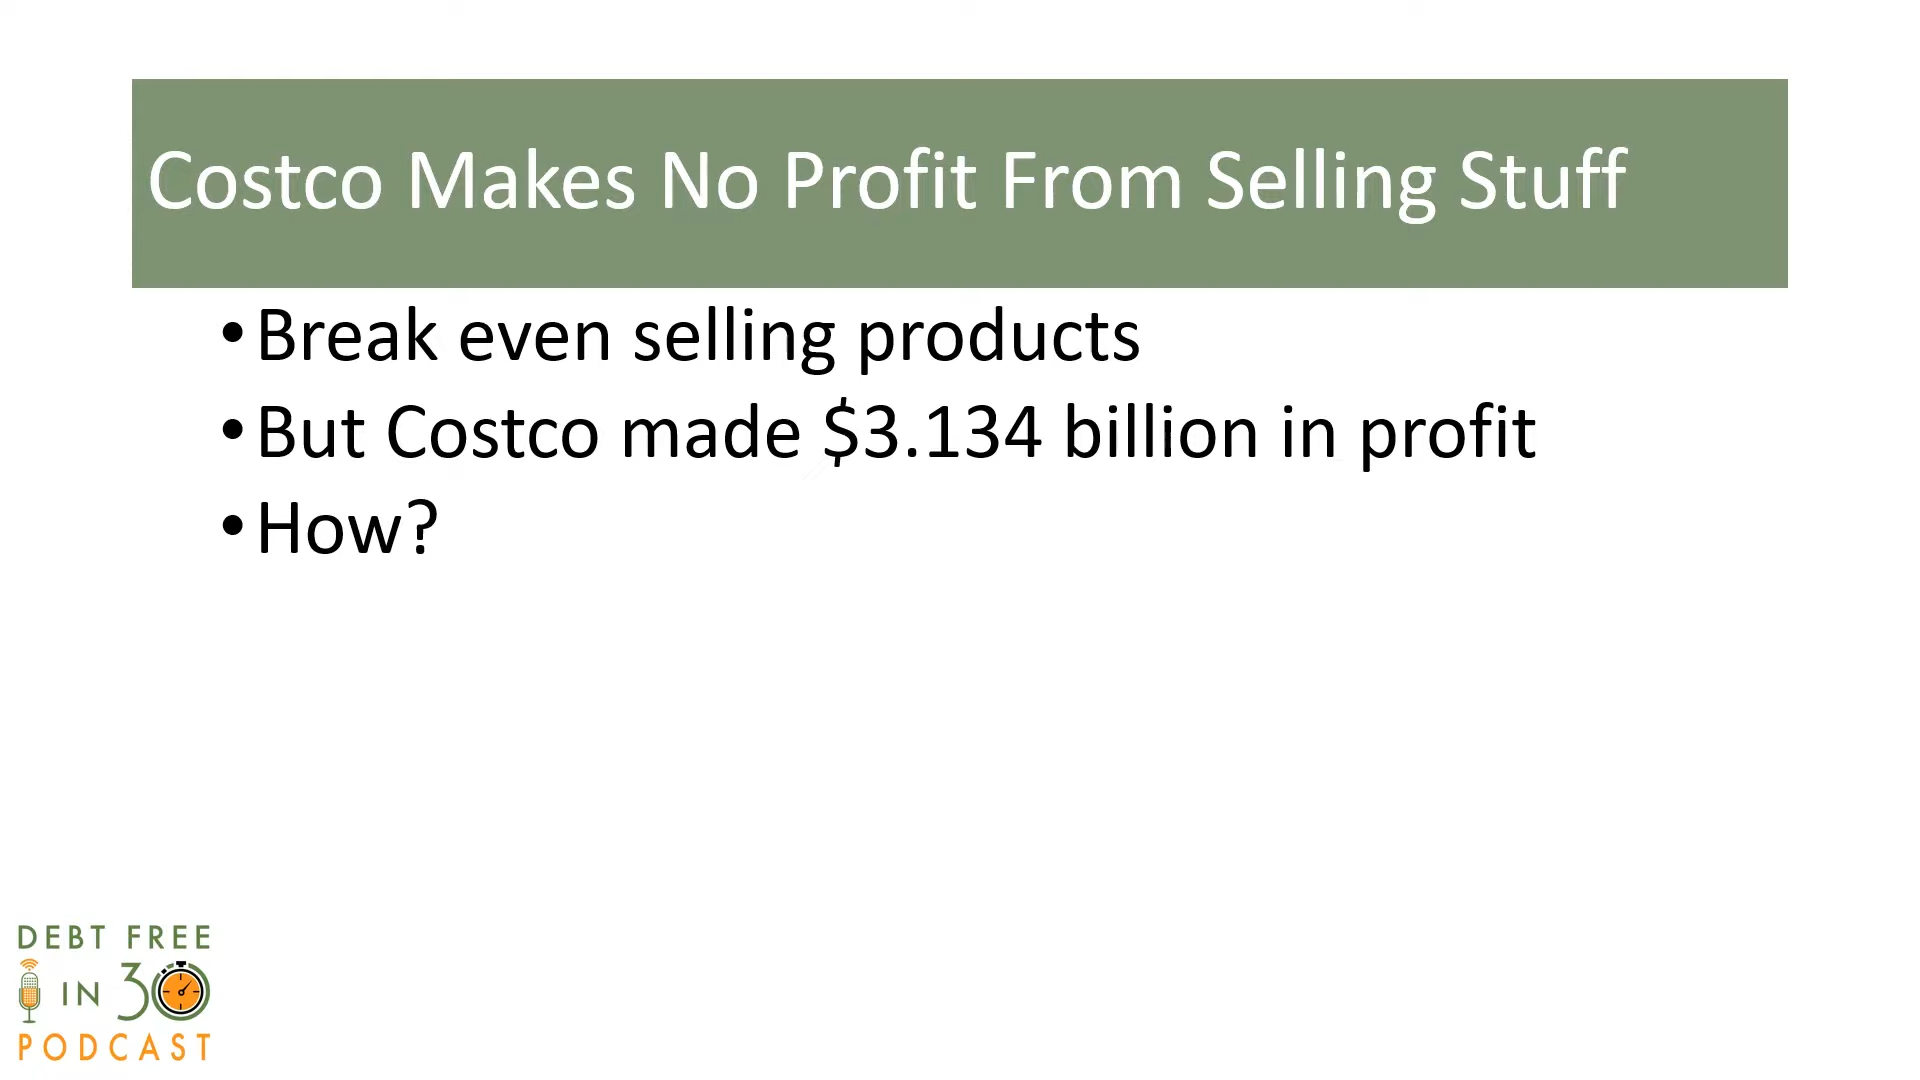 Costco Makes No Profit From Selling Stuff
•Break even selling products
•But Costco made $3.134 billion in profit
•How?
DEBT FREE
IN 30
PODCAST